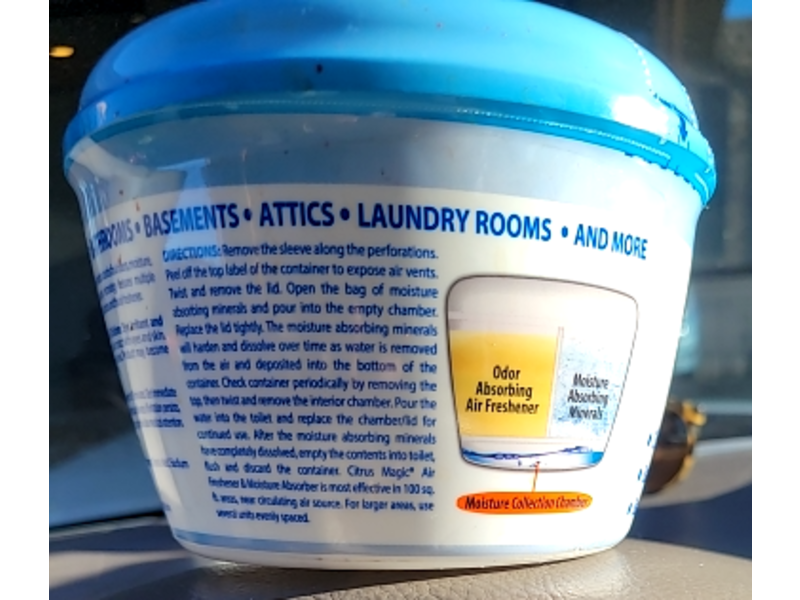 ROOMS • BASEMENTS • ATTICS • LAUNDRY ROOMS • AND MORE
DIRECTIONS: Remove the sleeve along the perforations.
Peel off the top label of the container to expose air vents.
Twist and remove the lid. Open the bag of moisture
absorbing minerals and pour into the empty chamber.
Replace the lid tightly. The moisture absorbing minerals
will harden and dissolve over time as water is removed
from the air and deposited into the bottom of the
container. Check container periodically by removing the
top, then twist and remove the interior chamber. Pour the
water into the toilet and replace the chamber/lid for
continued use. After the moisture absorbing minerals
have completely dissolved, empty the contents into toilet,
flush and discard the container. Citrus Magic® Air
Freshener & Moisture Absorber is most effective in 100 sq.
ft. areas, near circulating air source. For larger areas, use
several units evenly spaced.
Odor
Absorbing
Air Freshener
Moisture
Absorbing
Minerals
Moisture Collection Chamber